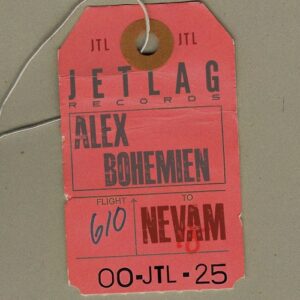 JTL JTL
JETLAG
RECORDS
ALEX
BOHEMIEN
FLIGHT TO
610 NEVAM
00-JTL-25